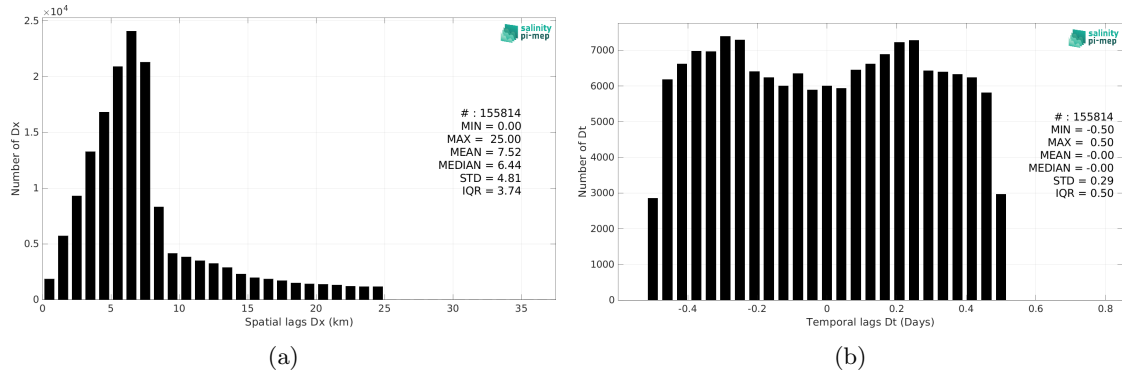 2.5 ×10⁴
2
1.5
1
0.5
0
Number of Dx
0 5 10 15 20 25 30 35
Spatial lags Dx (km)
salinity
pi-mep
# : 155814
MIN = 0.00
MAX = 25.00
MEAN = 7.52
MEDIAN = 6.44
STD = 4.81
IQR = 3.74
(a)
7000
6000
5000
4000
3000
2000
1000
0
Number of Dt
-0.4 -0.2 0 0.2 0.4 0.6 0.8
Temporal lags Dt (Days)
salinity
pi-mep
# : 155814
MIN = -0.50
MAX = 0.50
MEAN = -0.00
MEDIAN = -0.00
STD = 0.29
IQR = 0.50
(b)